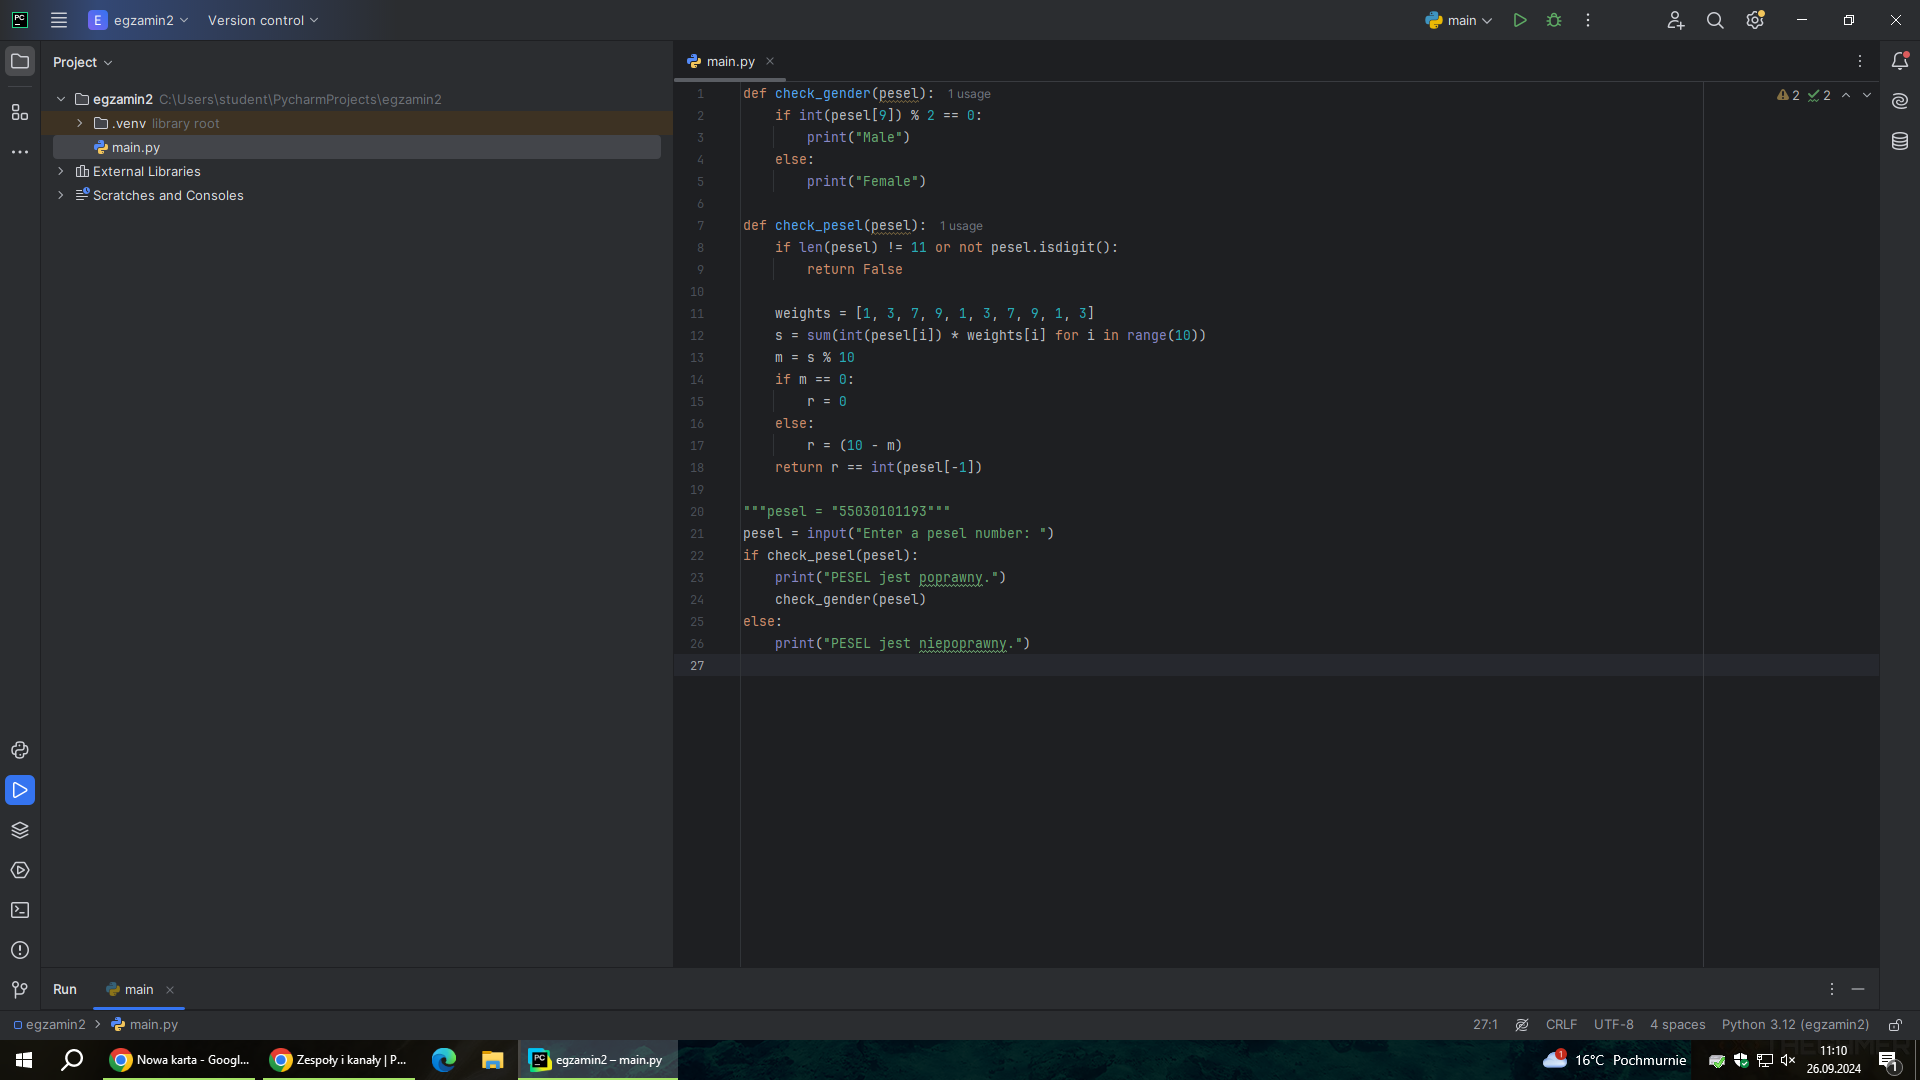 PC
E egzamin2
Version control
main
Project
main.py
egzamin2 C:\Users\student\PycharmProjects\egzamin2
.venv library root
main.py
External Libraries
Scratches and Consoles
2 2
1 def check_gender(pesel): 1 usage
2 if int(pesel[9]) % 2 == 0:
3 print("Male")
4 else:
5 print("Female")
6
7 def check_pesel(pesel): 1 usage
8 if len(pesel) != 11 or not pesel.isdigit():
9 return False
10
11 weights = [1, 3, 7, 9, 1, 3, 7, 9, 1, 3]
12 s = sum(int(pesel[i]) * weights[i] for i in range(10))
13 m = s % 10
14 if m == 0:
15 r = 0
16 else:
17 r = (10 - m)
18 return r == int(pesel[-1])
19
20 """pesel = "55030101193"""
21 pesel = input("Enter a pesel number: ")
22 if check_pesel(pesel):
23 print("PESEL jest poprawny.")
24 check_gender(pesel)
25 else:
26 print("PESEL jest niepoprawny.")
27
Run main
egzamin2 > main.py
27:1 CRLF UTF-8 4 spaces Python 3.12 (egzamin2)
Nowa karta - Googl...
Zespoły i kanały | P...
PC egzamin2 – main.py
1 16°C Pochmurnie
11:10
26.09.2024
1